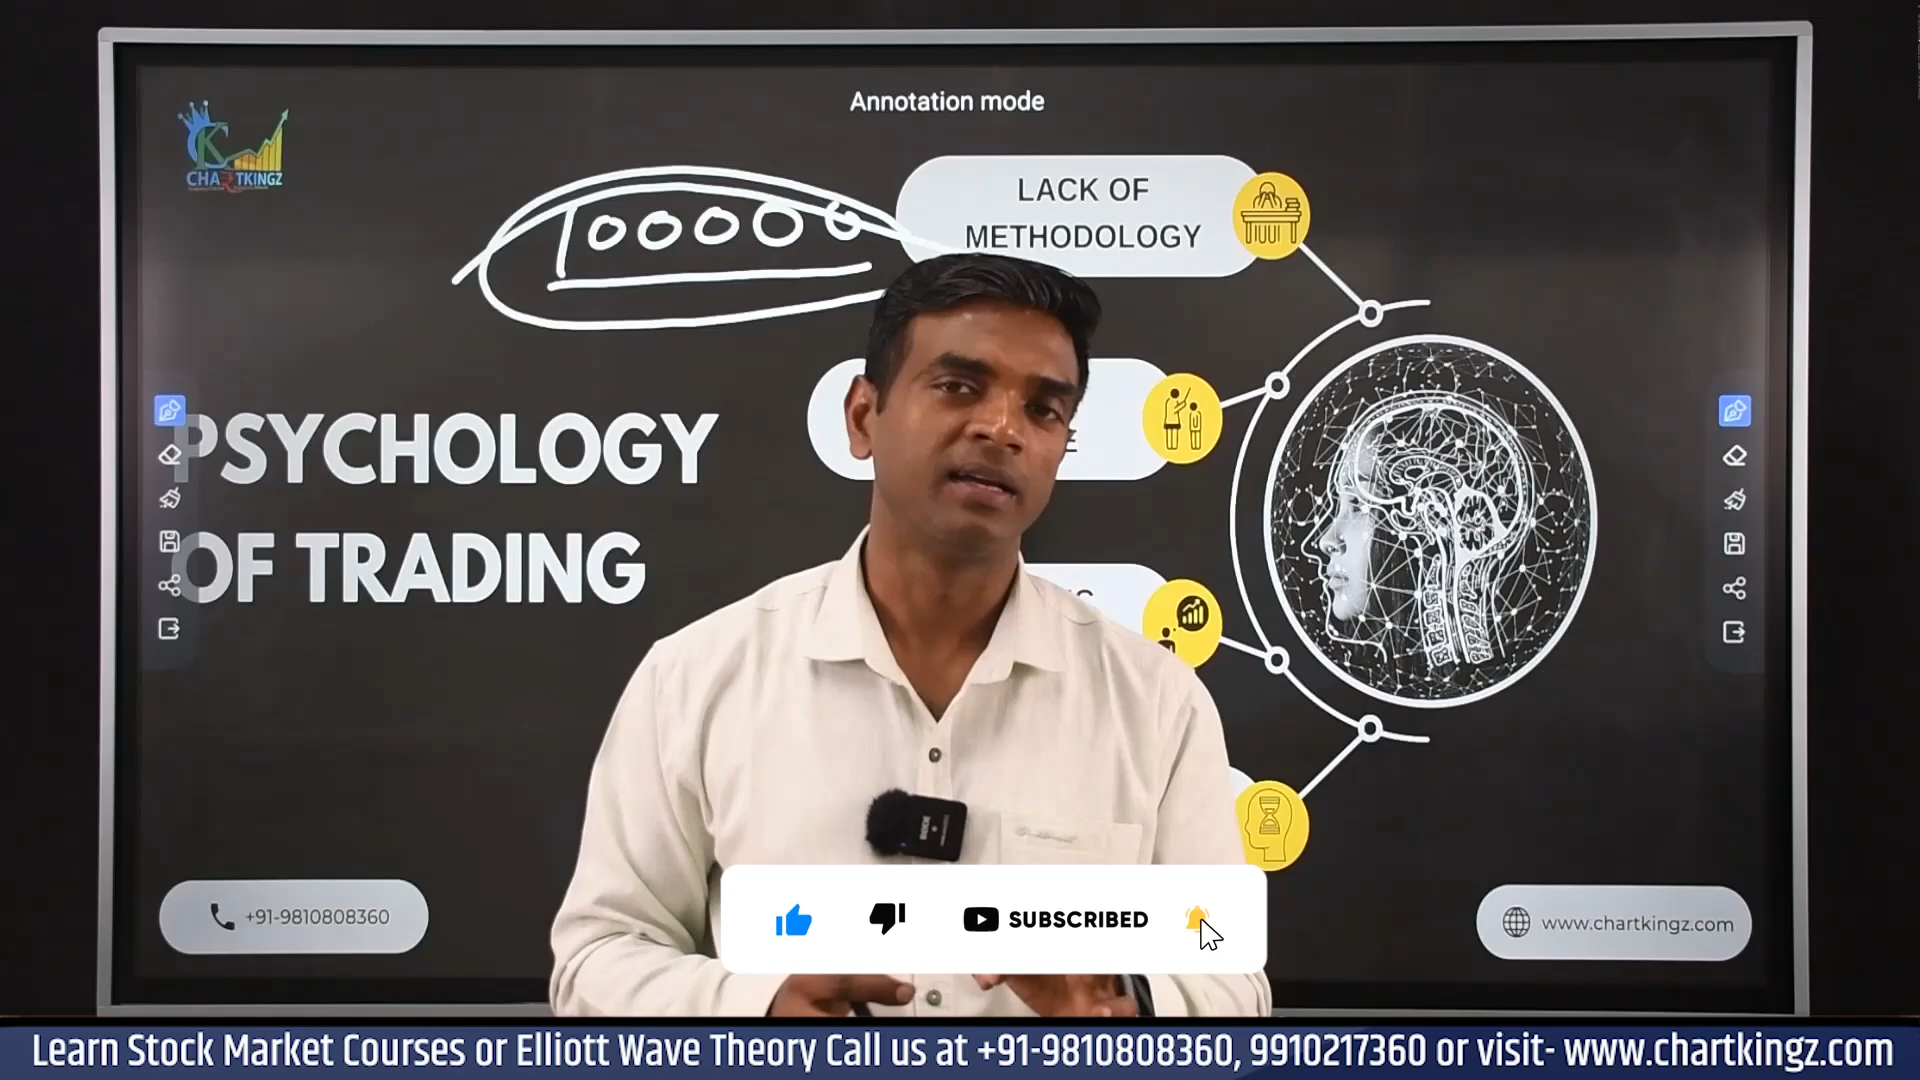 Annotation mode
CHARTKINGZ
100000
LACK OF
METHODOLOGY
PSYCHOLOGY
OF TRADING
+91-9810808360
SUBSCRIBED
www.chartkingz.com
Learn Stock Market Courses or Elliott Wave Theory Call us at +91-9810808360, 9910217360 or visit- www.chartkingz.com